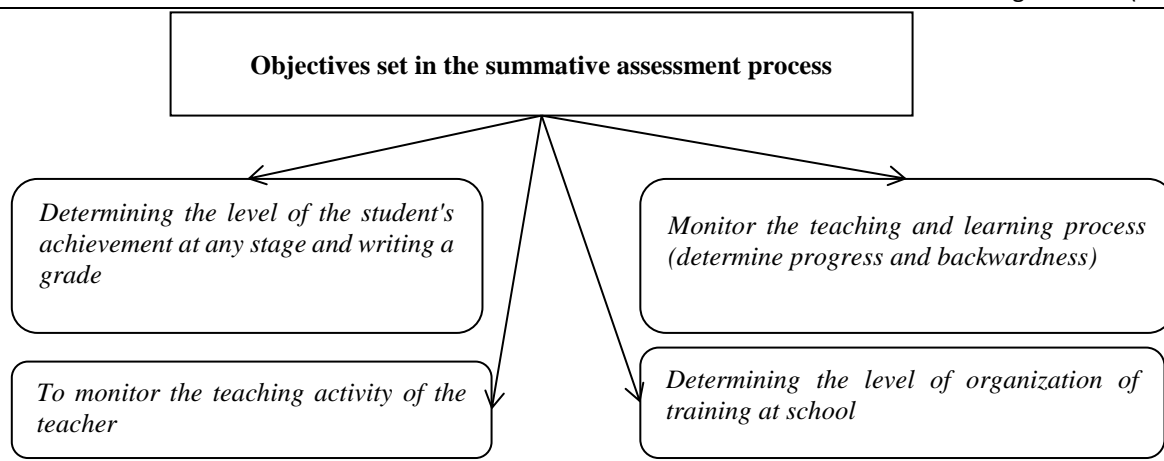 Objectives set in the summative assessment process
Determining the level of the student's
achievement at any stage and writing a
grade
Monitor the teaching and learning process
(determine progress and backwardness)
To monitor the teaching activity of the
teacher
Determining the level of organization of
training at school